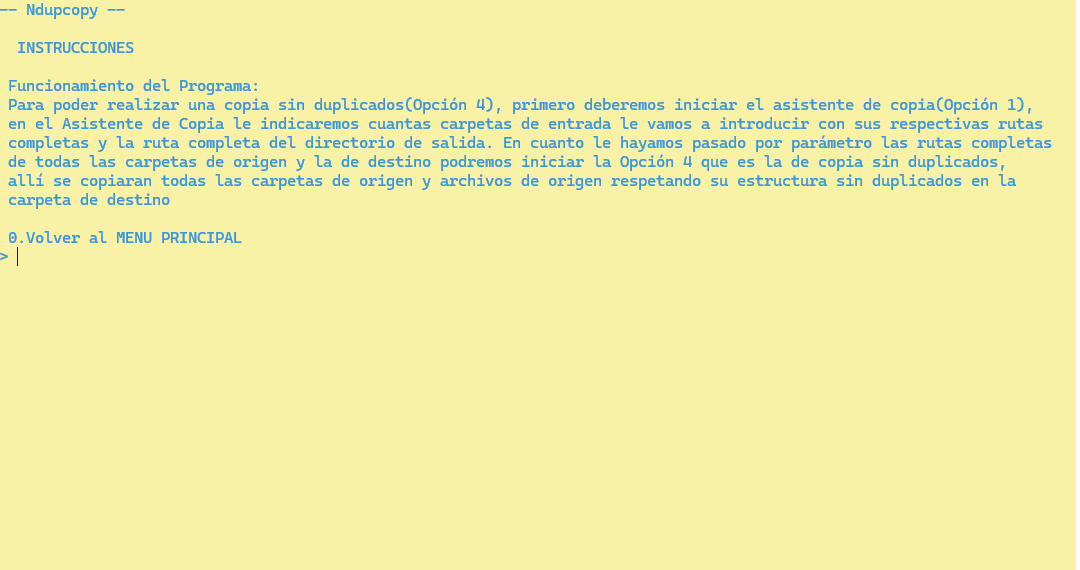 -- Ndupcopy --
INSTRUCCIONES
Funcionamiento del Programa:
Para poder realizar una copia sin duplicados(Opción 4), primero deberemos iniciar el asistente de copia(Opción 1),
en el Asistente de Copia le indicaremos cuantas carpetas de entrada le vamos a introducir con sus respectivas rutas
completas y la ruta completa del directorio de salida. En cuanto le hayamos pasado por parámetro las rutas completas
de todas las carpetas de origen y la de destino podremos iniciar la Opción 4 que es la de copia sin duplicados,
allí se copiaran todas las carpetas de origen y archivos de origen respetando su estructura sin duplicados en la
carpeta de destino
0.Volver al MENU PRINCIPAL
>